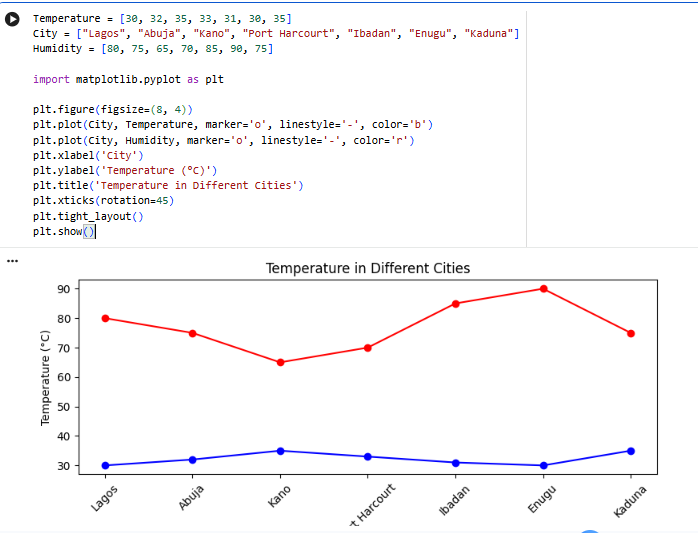 Temperature = [30, 32, 35, 33, 31, 30, 35]
City = ["Lagos", "Abuja", "Kano", "Port Harcourt", "Ibadan", "Enugu", "Kaduna"]
Humidity = [80, 75, 65, 70, 85, 90, 75]
import matplotlib.pyplot as plt
plt.figure(figsize=(8, 4))
plt.plot(City, Temperature, marker='o', linestyle='-', color='b')
plt.plot(City, Humidity, marker='o', linestyle='-', color='r')
plt.xlabel('City')
plt.ylabel('Temperature (°C)')
plt.title('Temperature in Different Cities')
plt.xticks(rotation=45)
plt.tight_layout()
plt.show()
Temperature in Different Cities
Temperature (°C)
90
80
70
60
50
40
30
Lagos
Abuja
Kano
t Harcourt
Ibadan
Enugu
Kaduna